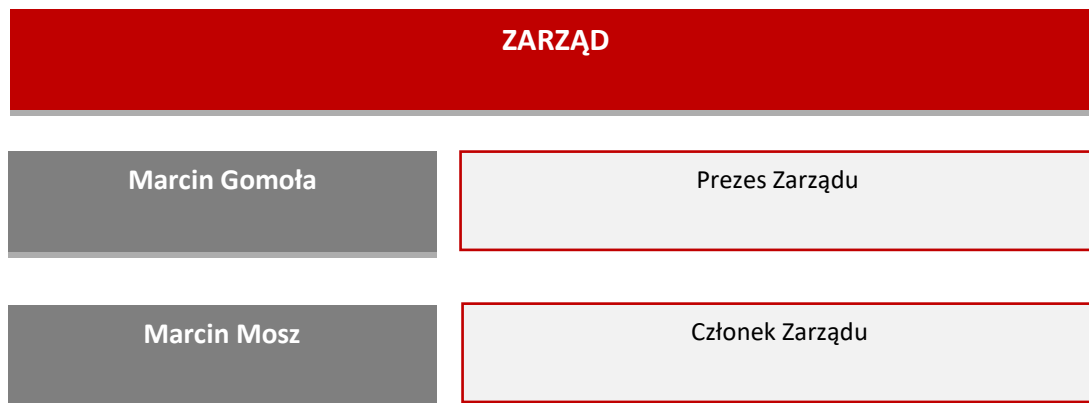 ZARZĄD
Marcin Gomoła
Prezes Zarządu
Marcin Mosz
Członek Zarządu